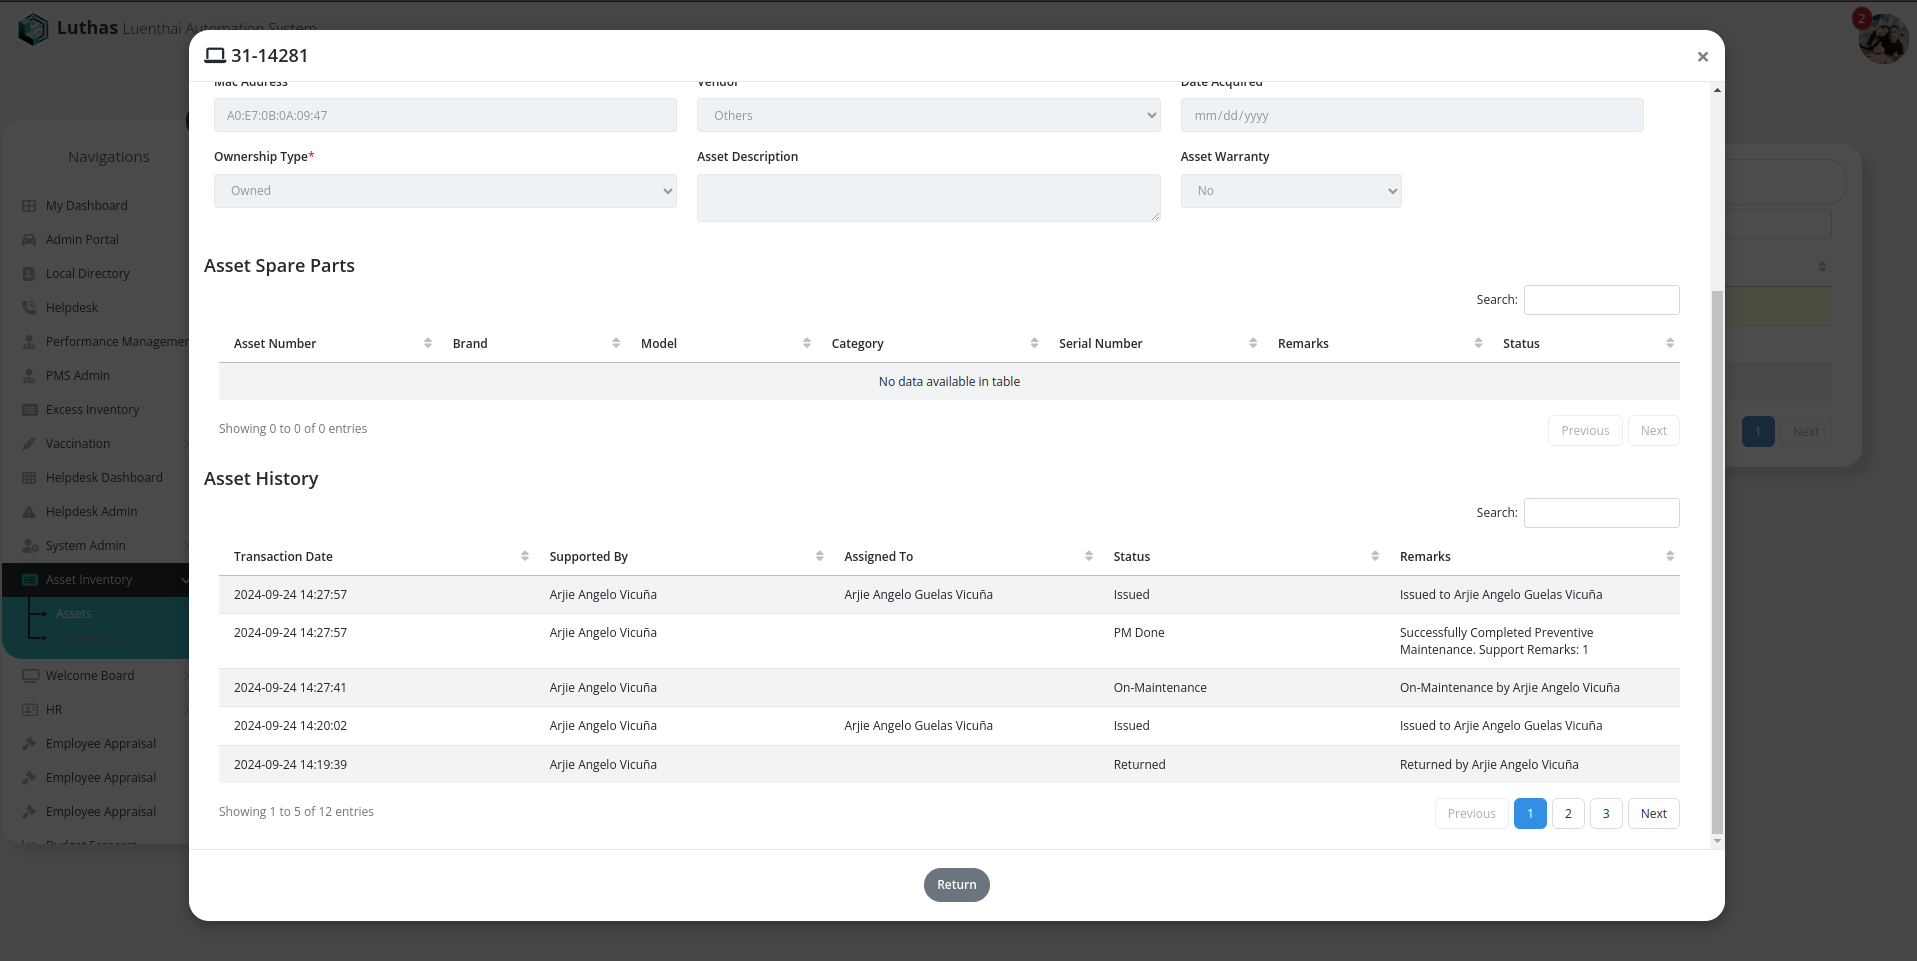 Luthas Luenthai Automation System
2
31-14281
×
Mac Address Vendor Date Acquired
A0:E7:0B:0A:09:47 Others mm/dd/yyyy
Ownership Type* Asset Description Asset Warranty
Owned No
Navigations
My Dashboard
Admin Portal
Local Directory
Helpdesk
Performance Managemen
PMS Admin
Excess Inventory
Vaccination
Helpdesk Dashboard
Helpdesk Admin
System Admin
Asset Inventory
Assets
Welcome Board
HR
Employee Appraisal
Employee Appraisal
Employee Appraisal
Budget Forecast
Asset Spare Parts
Search:
Asset Number Brand Model Category Serial Number Remarks Status
No data available in table
Showing 0 to 0 of 0 entries Previous Next
1 Next
Asset History
Search:
Transaction Date Supported By Assigned To Status Remarks
2024-09-24 14:27:57 Arjie Angelo Vicuña Arjie Angelo Guelas Vicuña Issued Issued to Arjie Angelo Guelas Vicuña
2024-09-24 14:27:57 Arjie Angelo Vicuña PM Done Successfully Completed Preventive
Maintenance. Support Remarks: 1
2024-09-24 14:27:41 Arjie Angelo Vicuña On-Maintenance On-Maintenance by Arjie Angelo Vicuña
2024-09-24 14:20:02 Arjie Angelo Vicuña Arjie Angelo Guelas Vicuña Issued Issued to Arjie Angelo Guelas Vicuña
2024-09-24 14:19:39 Arjie Angelo Vicuña Returned Returned by Arjie Angelo Vicuña
Showing 1 to 5 of 12 entries Previous 1 2 3 Next
Return